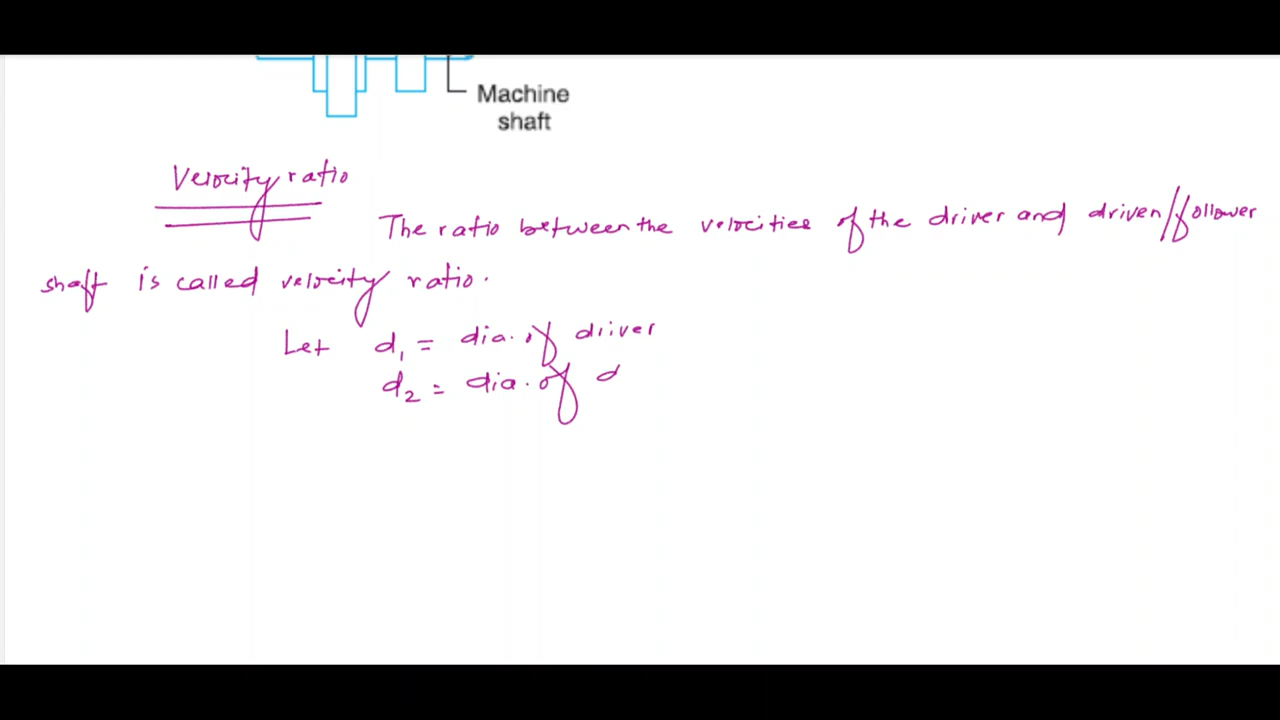 Machine
shaft
Velocity ratio
The ratio between the velocities of the driver and driven/follower
shaft is called velocity ratio.
Let d₁ = dia. of driver
d₂ = dia. of d